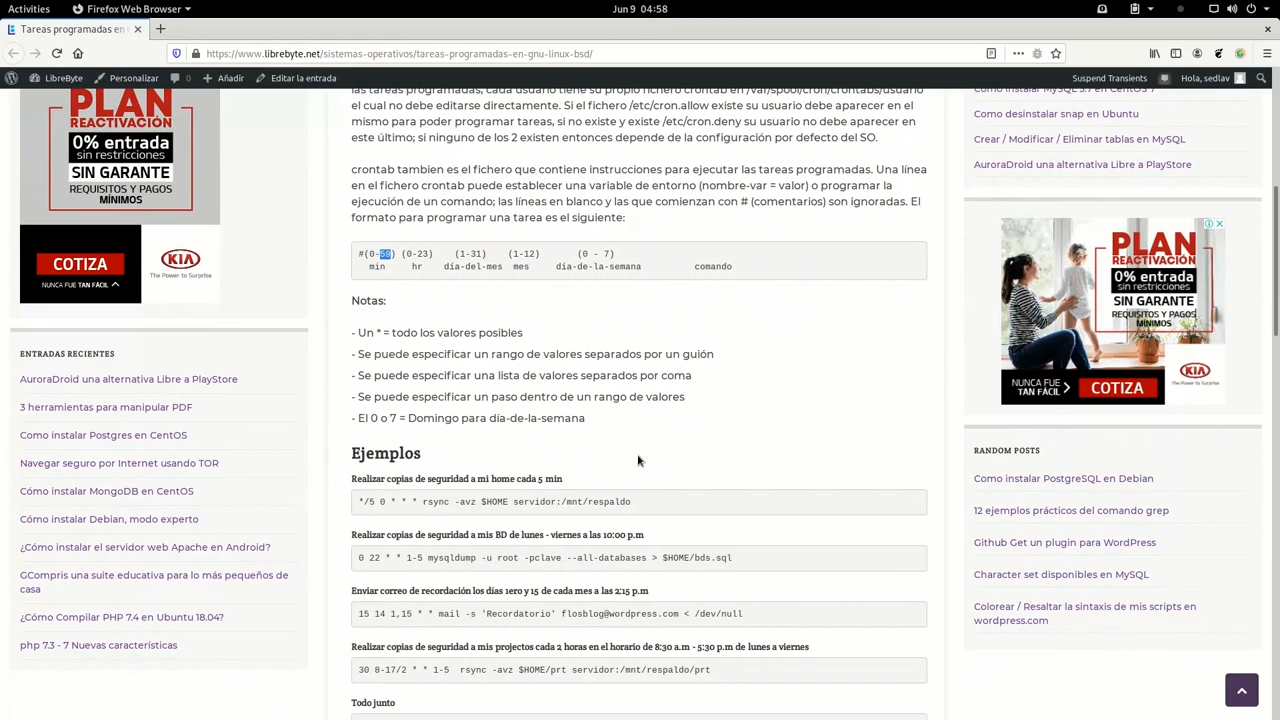 Activities
Firefox Web Browser
Jun 9 04:58
Tareas programadas en G
https://www.librebyte.net/sistemas-operativos/tareas-programadas-en-gnu-linux-bsd/
LibreByte
Personalizar
0
Añadir
Editar la entrada
Suspend Transients
Hola, sedlav
PLAN
REACTIVACIÓN
0% entrada
sin restricciones
SIN GARANTE
REQUISITOS Y PAGOS
MÍNIMOS
COTIZA
NUNCA FUE TAN FÁCIL
KIA
The Power to Surprise
ENTRADAS RECIENTES
AuroraDroid una alternativa Libre a PlayStore
3 herramientas para manipular PDF
Como instalar Postgres en CentOS
Navegar seguro por Internet usando TOR
Cómo instalar MongoDB en CentOS
Cómo instalar Debian, modo experto
¿Cómo instalar el servidor web Apache en Android?
GCompris una suite educativa para lo más pequeños de
casa
¿Cómo Compilar PHP 7.4 en Ubuntu 18.04?
php 7.3 - 7 Nuevas características
las tareas programadas, cada usuario tiene su propio fichero crontab en /var/spool/cron/crontabs/usuario
el cual no debe editarse directamente. Si el fichero /etc/cron.allow existe su usuario debe aparecer en el
mismo para poder programar tareas, si no existe y existe /etc/cron.deny su usuario no debe aparecer en
este último; si ninguno de los 2 existen entonces depende de la configuración por defecto del SO.
crontab tambien es el fichero que contiene instrucciones para ejecutar las tareas programadas. Una línea
en el fichero crontab puede establecer una variable de entorno (nombre-var = valor) o programar la
ejecución de un comando; las líneas en blanco y las que comienzan con # (comentarios) son ignoradas. El
formato para programar una tarea es el siguiente:
#(0-59) (0-23) (1-31) (1-12) (0 - 7)
min hr dia-del-mes mes dia-de-la-semana comando
Notas:
- Un * = todo los valores posibles
- Se puede especificar un rango de valores separados por un guión
- Se puede especificar una lista de valores separados por coma
- Se puede especificar un paso dentro de un rango de valores
- El 0 o 7 = Domingo para día-de-la-semana
Ejemplos
Realizar copias de seguridad a mi home cada 5 min
*/5 0 * * * rsync -avz $HOME servidor:/mnt/respaldo
Realizar copias de seguridad a mis BD de lunes - viernes a las 10:00 p.m
0 22 * * 1-5 mysqldump -u root -pclave --all-databases > $HOME/bds.sql
Enviar correo de recordación los días 1ero y 15 de cada mes a las 2:15 p.m
15 14 1,15 * * mail -s 'Recordatorio' flosblog@wordpress.com < /dev/null
Realizar copias de seguridad a mis projectos cada 2 horas en el horario de 8:30 a.m - 5:30 p.m de lunes a viernes
30 8-17/2 * * 1-5 rsync -avz $HOME/prt servidor:/mnt/respaldo/prt
Todo junto
Como instalar MySQL 5.7 en CentOS 7
Como desinstalar snap en Ubuntu
Crear / Modificar / Eliminar tablas en MySQL
AuroraDroid una alternativa Libre a PlayStore
PLAN
REACTIVACIÓN
0% entrada
sin restricciones
SIN GARANTE
REQUISITOS Y PAGOS
MÍNIMOS
KIA
NUNCA FUE
TAN FÁCIL
COTIZA
RANDOM POSTS
Como instalar PostgreSQL en Debian
12 ejemplos prácticos del comando grep
Github Get un plugin para WordPress
Character set disponibles en MySQL
Colorear / Resaltar la sintaxis de mis scripts en
wordpress.com